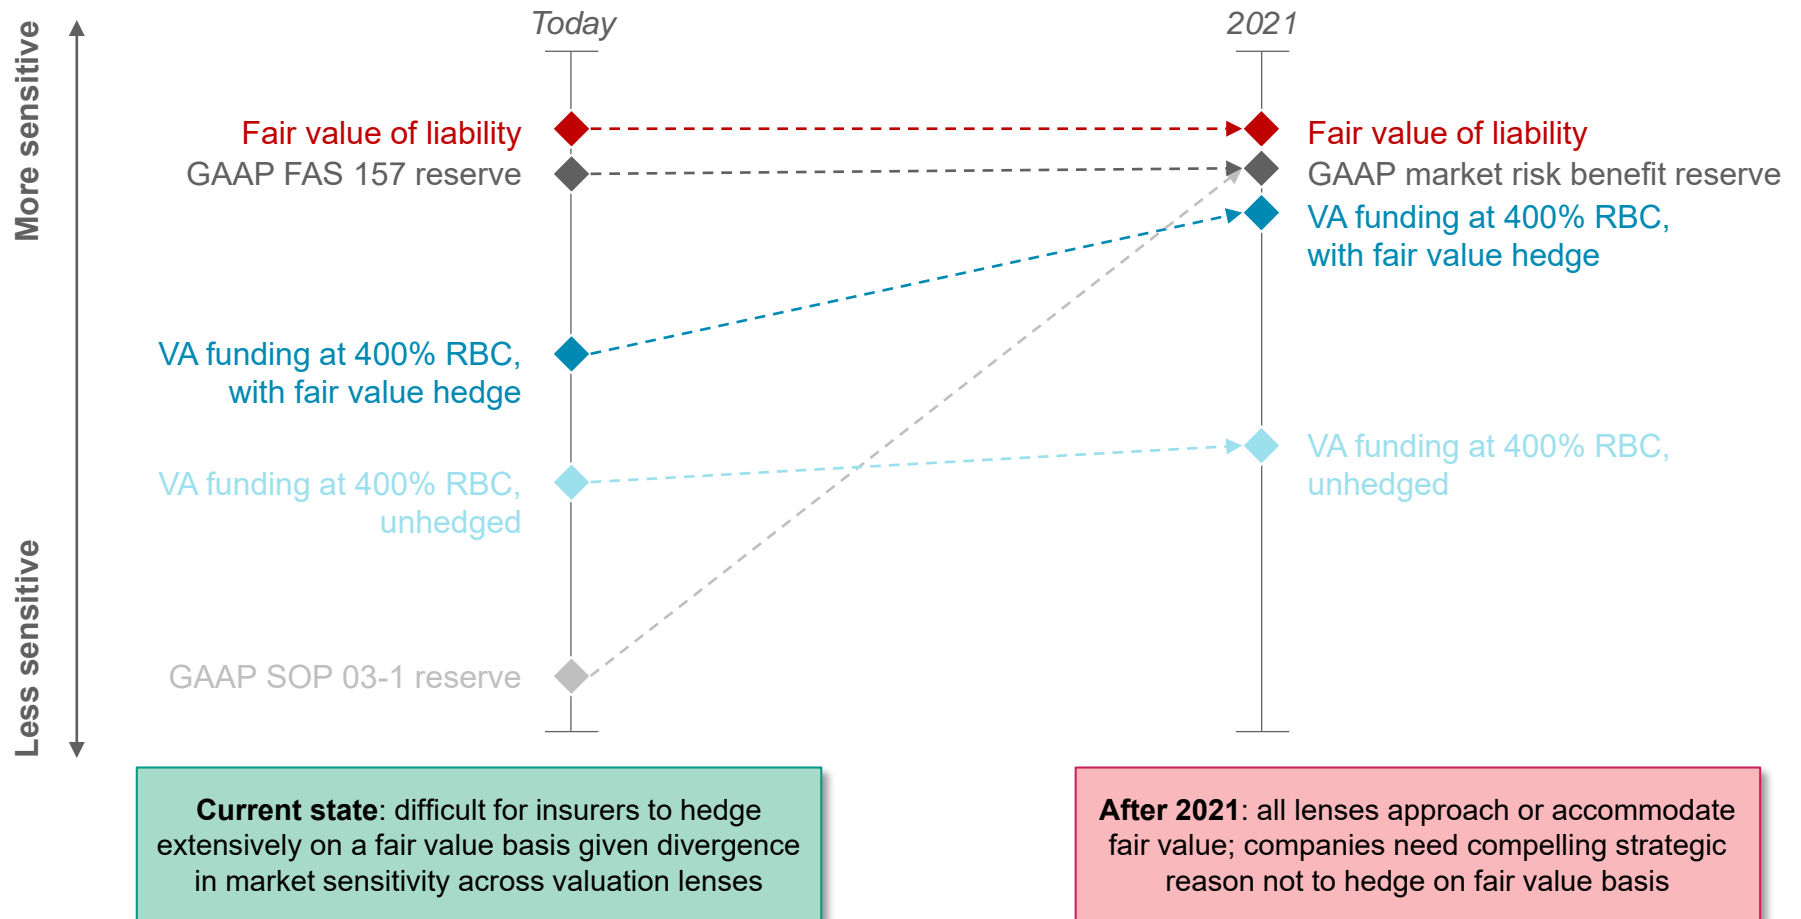 Today
2021
More sensitive
Less sensitive
Fair value of liability
GAAP FAS 157 reserve
VA funding at 400% RBC,
with fair value hedge
VA funding at 400% RBC,
unhedged
GAAP SOP 03-1 reserve
Fair value of liability
GAAP market risk benefit reserve
VA funding at 400% RBC,
with fair value hedge
VA funding at 400% RBC,
unhedged
Current state: difficult for insurers to hedge
extensively on a fair value basis given divergence
in market sensitivity across valuation lenses
After 2021: all lenses approach or accommodate
fair value; companies need compelling strategic
reason not to hedge on fair value basis